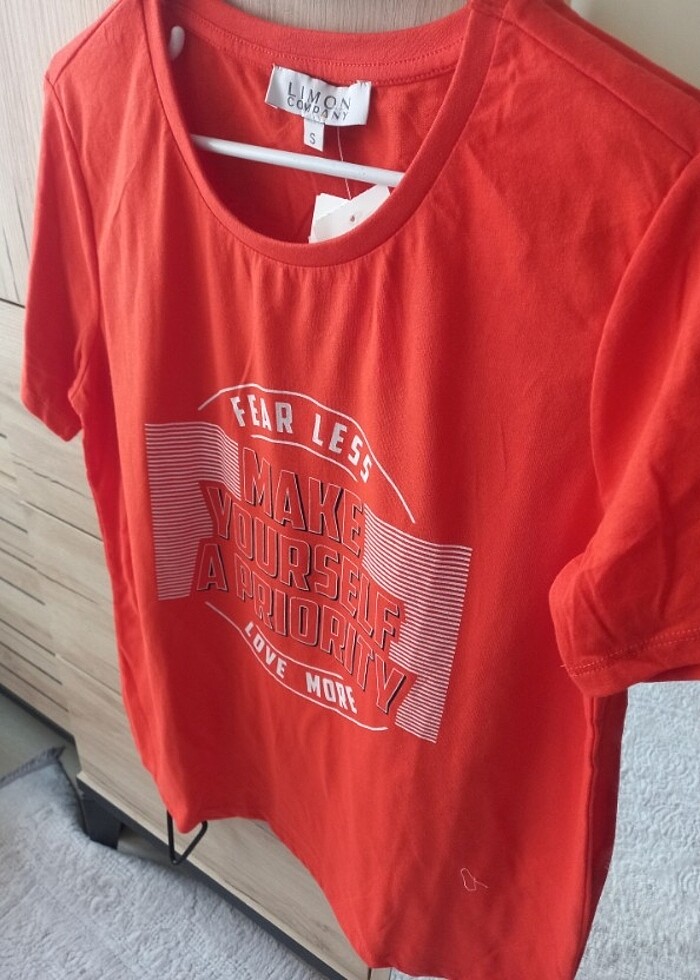 LIMON
COMPANY
S
FEAR LESS
MAKE
YOURSELF
A PRIORITY
LOVE MORE